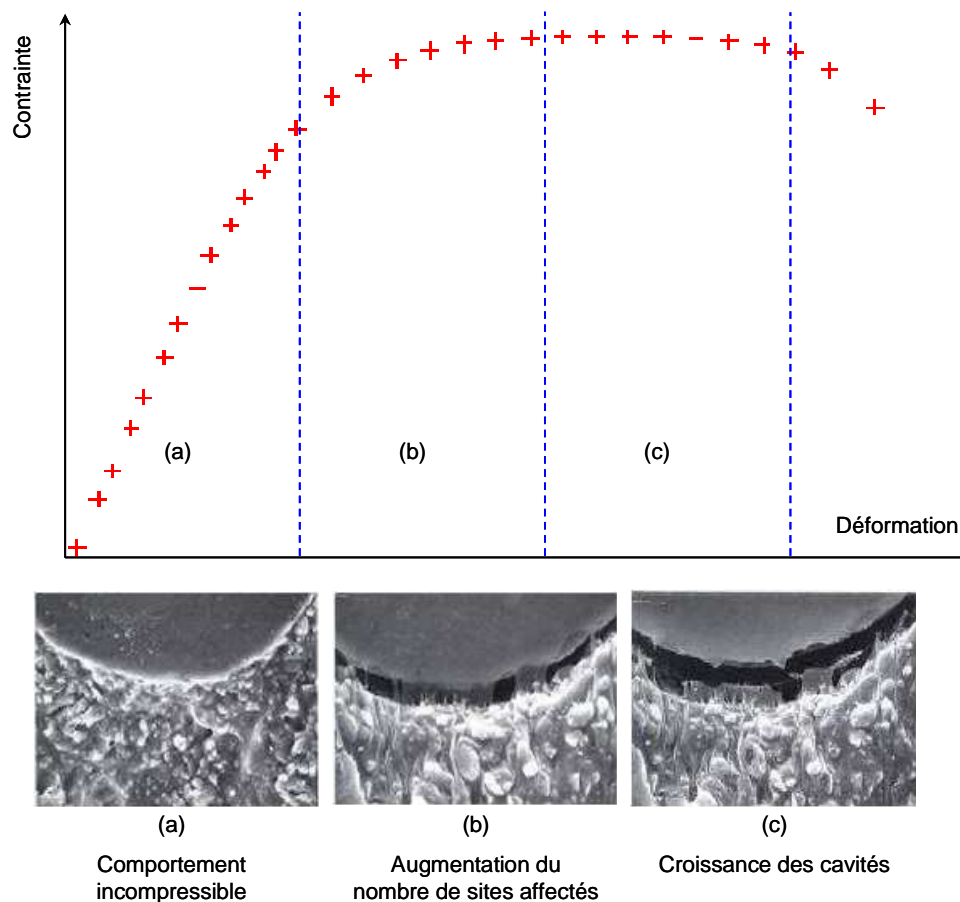 Contrainte
(a)
(b)
(c)
Déformation
(a)
(b)
(c)
Comportement
incompressible
Augmentation du
nombre de sites affectés
Croissance des cavités